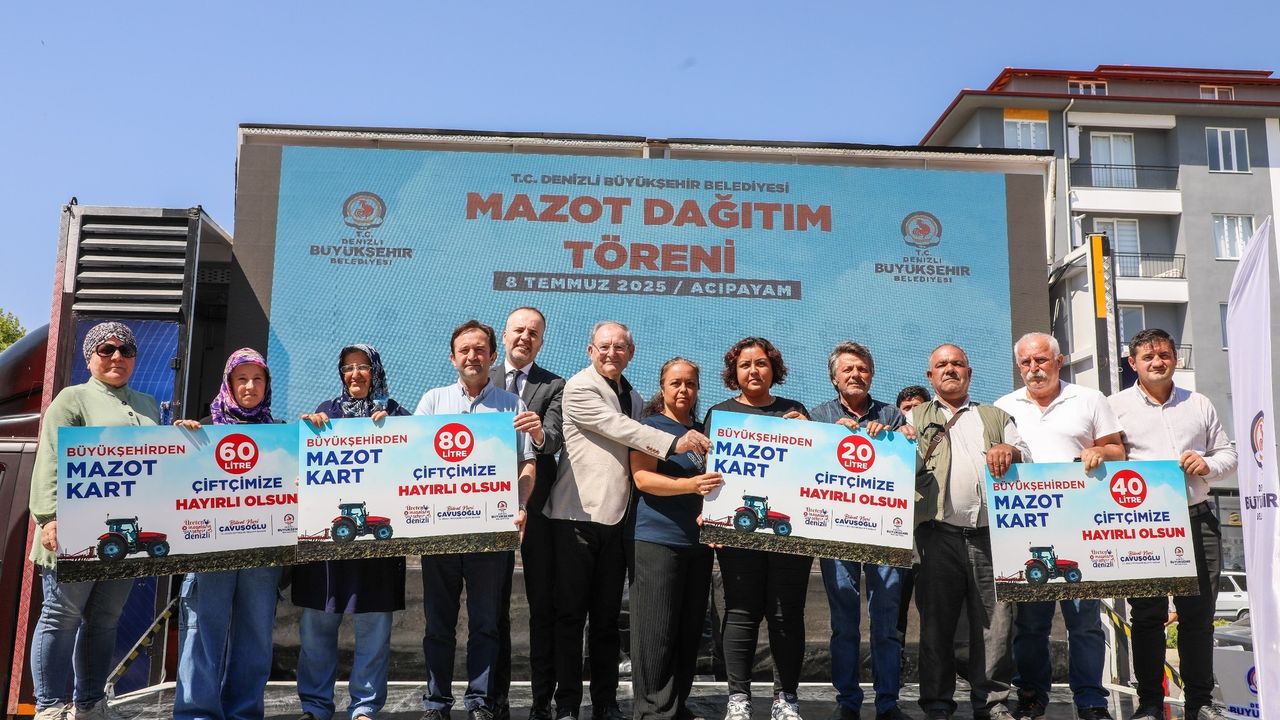 T.C. DENİZLİ BÜYÜKŞEHİR BELEDİYESİ
MAZOT DAĞITIM
TÖRENİ
8 TEMMUZ 2025 / ACIPAYAM
T.C.
DENİZLİ
BÜYÜKŞEHİR
BELEDİYESİ
T.C.
DENİZLİ
BÜYÜKŞEHİR
BELEDİYESİ
BÜYÜKŞEHİRDEN
MAZOT
KART
60
LİTRE
ÇİFTÇİMİZE
HAYIRLI OLSUN
denizli
ÇAVUŞOĞLU
BÜYÜKŞEHİRDEN
MAZOT
KART
80
LİTRE
ÇİFTÇİMİZE
HAYIRLI OLSUN
denizli
ÇAVUŞOĞLU
BÜYÜKŞEHİRDEN
MAZOT
KART
20
LİTRE
ÇİFTÇİMİZE
HAYIRLI OLSUN
denizli
ÇAVUŞOĞLU
BÜYÜKŞEHİRDEN
MAZOT
KART
40
LİTRE
ÇİFTÇİMİZE
HAYIRLI OLSUN
denizli
ÇAVUŞOĞLU